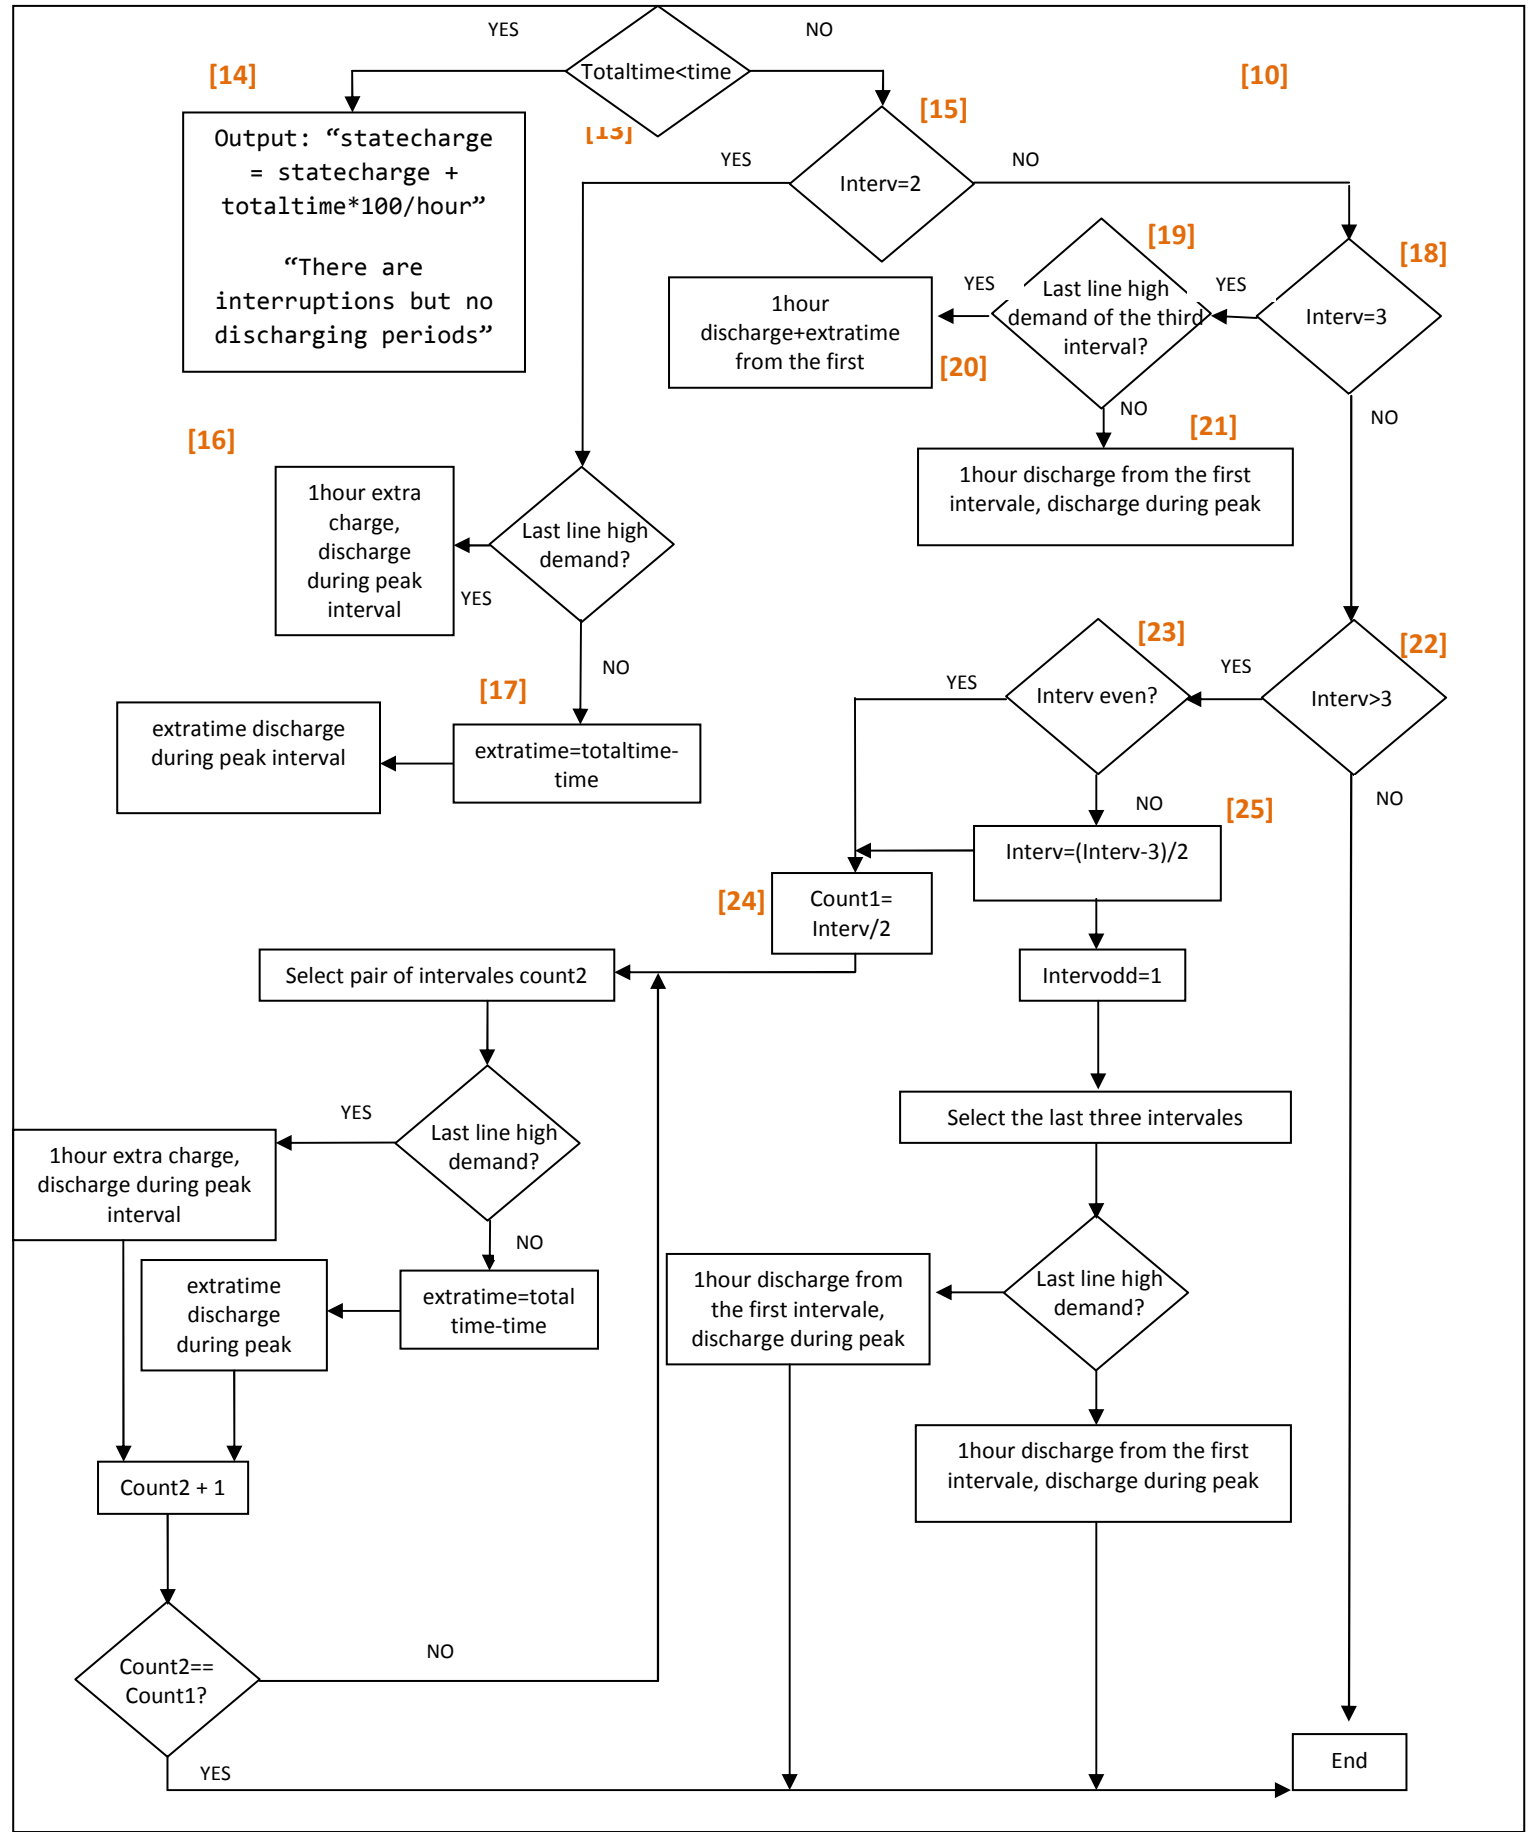 YES
NO
Totaltime<time
[14]
[10]
[13]
[15]
Output: “statecharge
= statecharge +
totaltime*100/hour”
“There are
interruptions but no
discharging periods”
YES
NO
Interv=2
[19]
[18]
YES
Last line high
demand of the third
interval?
YES
Interv=3
1hour
discharge+extratime
from the first
[20]
NO
NO
[21]
1hour discharge from the first
intervale, discharge during peak
[16]
1hour extra
charge,
discharge
during peak
interval
Last line high
demand?
YES
NO
[17]
extratime=totaltime-
time
extratime discharge
during peak interval
[23]
[22]
YES
Interv even?
YES
Interv>3
NO
NO
[25]
Interv=(Interv-3)/2
[24]
Count1=
Interv/2
Select pair of intervales count2
Intervodd=1
Select the last three intervales
YES
Last line high
demand?
1hour extra charge,
discharge during peak
interval
NO
extratime
discharge
during peak
extratime=total
time-time
1hour discharge from
the first intervale,
discharge during peak
Last line high
demand?
1hour discharge from the first
intervale, discharge during peak
Count2 + 1
Count2==
Count1?
NO
YES
End